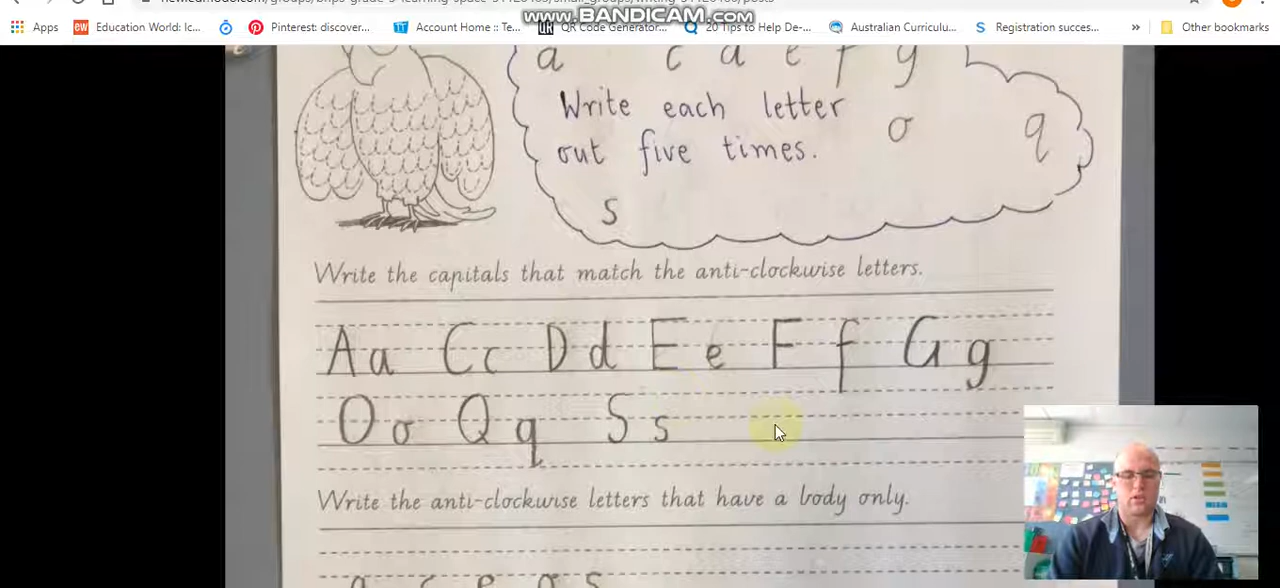 www.BANDICAM.com
Apps Education World: Ic... Pinterest: discover... Account Home :: Te... QR Code Generator... 20 Tips to Help De-... Australian Curriculu... Registration succes... » Other bookmarks
a c d e f g
Write each letter
out five times.
o q
s
Write the capitals that match the anti-clockwise letters.
Aa Cc Dd Ee Ff Gg
Oo Qq Ss
Write the anti-clockwise letters that have a body only.
a c e o s